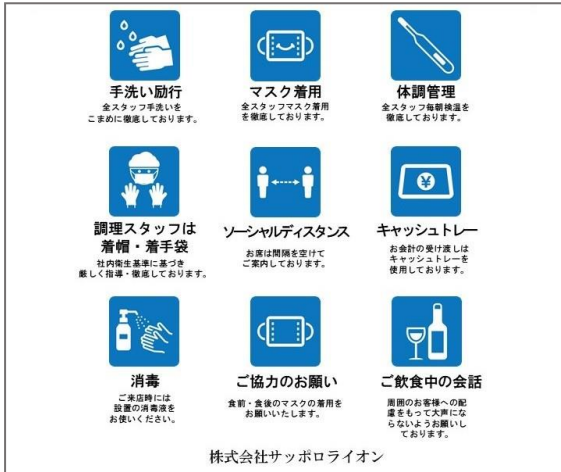 手洗い励行
全スタッフ手洗いを
こまめに徹底しております。
マスク着用
全スタッフマスク着用
を徹底しております。
体調管理
全スタッフ毎朝検温を
徹底しております。
調理スタッフは
着帽・着手袋
社内衛生基準に基づき
厳しく指導・徹底しております。
ソーシャルディスタンス
お席は間隔を空けて
ご案内しております。
¥
キャッシュトレー
お会計の受け渡しは
キャッシュトレーを
使用しております。
消毒
ご来店時には
設置の消毒液を
お使いください。
ご協力のお願い
食前・食後のマスクの着用を
お願いいたします。
ご飲食中の会話
周囲のお客様への配
慮をもって大声にな
らないようお願いし
ております。
株式会社サッポロライオン